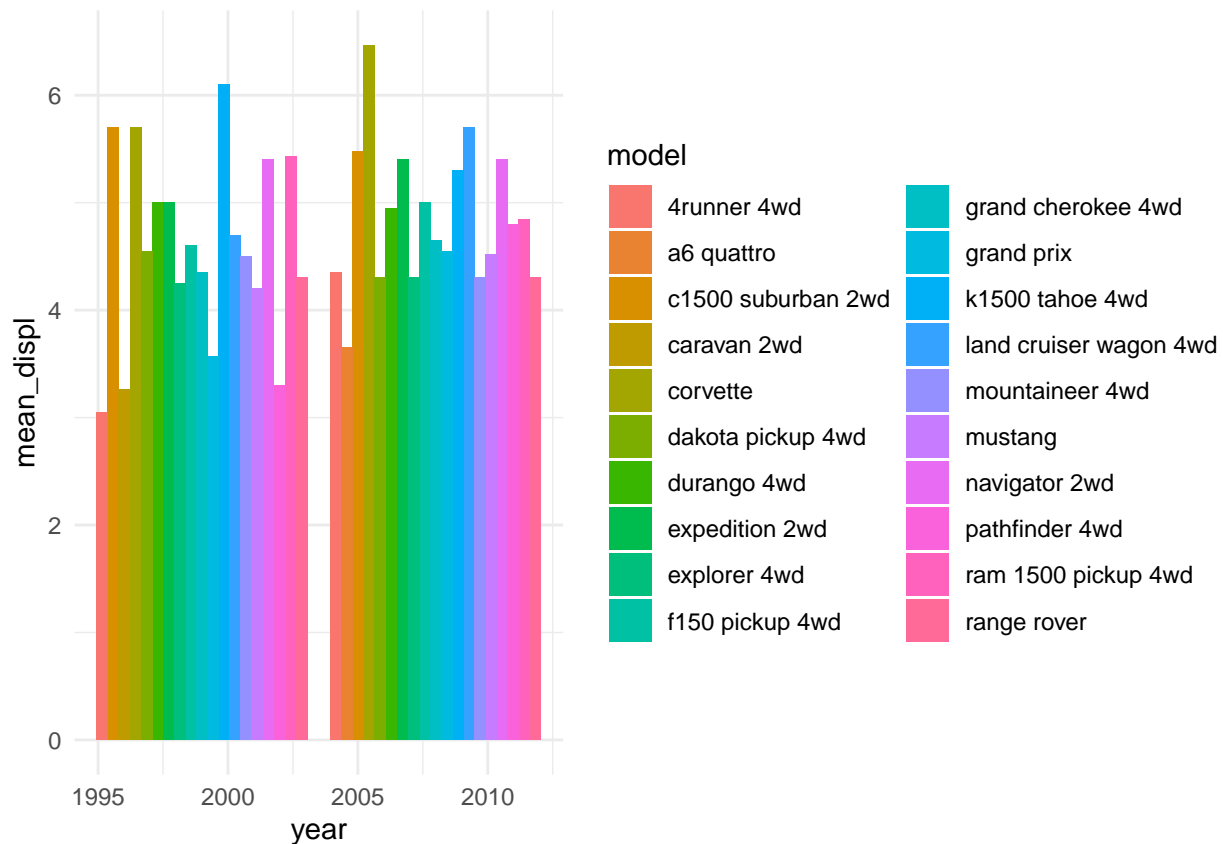 6
4
2
0
mean_displ
1995 2000 2005 2010
year
model
4runner 4wd
a6 quattro
c1500 suburban 2wd
caravan 2wd
corvette
dakota pickup 4wd
durango 4wd
expedition 2wd
explorer 4wd
f150 pickup 4wd
grand cherokee 4wd
grand prix
k1500 tahoe 4wd
land cruiser wagon 4wd
mountaineer 4wd
mustang
navigator 2wd
pathfinder 4wd
ram 1500 pickup 4wd
range rover